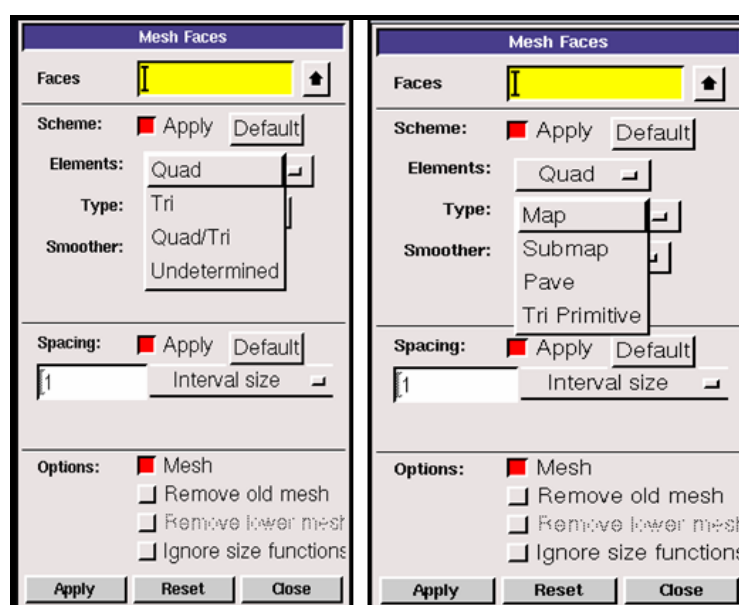 Mesh Faces
Faces
Scheme: Apply Default
Elements: Quad
Type: Tri
Quad/Tri
Smoother:
Undetermined
Spacing: Apply Default
1 Interval size
Options: Mesh
Remove old mesh
Remove lower mesh
Ignore size functions
Apply Reset Close
Mesh Faces
Faces
Scheme: Apply Default
Elements: Quad
Type: Map
Smoother: Submap
Pave
Tri Primitive
Spacing: Apply Default
1 Interval size
Options: Mesh
Remove old mesh
Remove lower mesh
Ignore size functions
Apply Reset Close